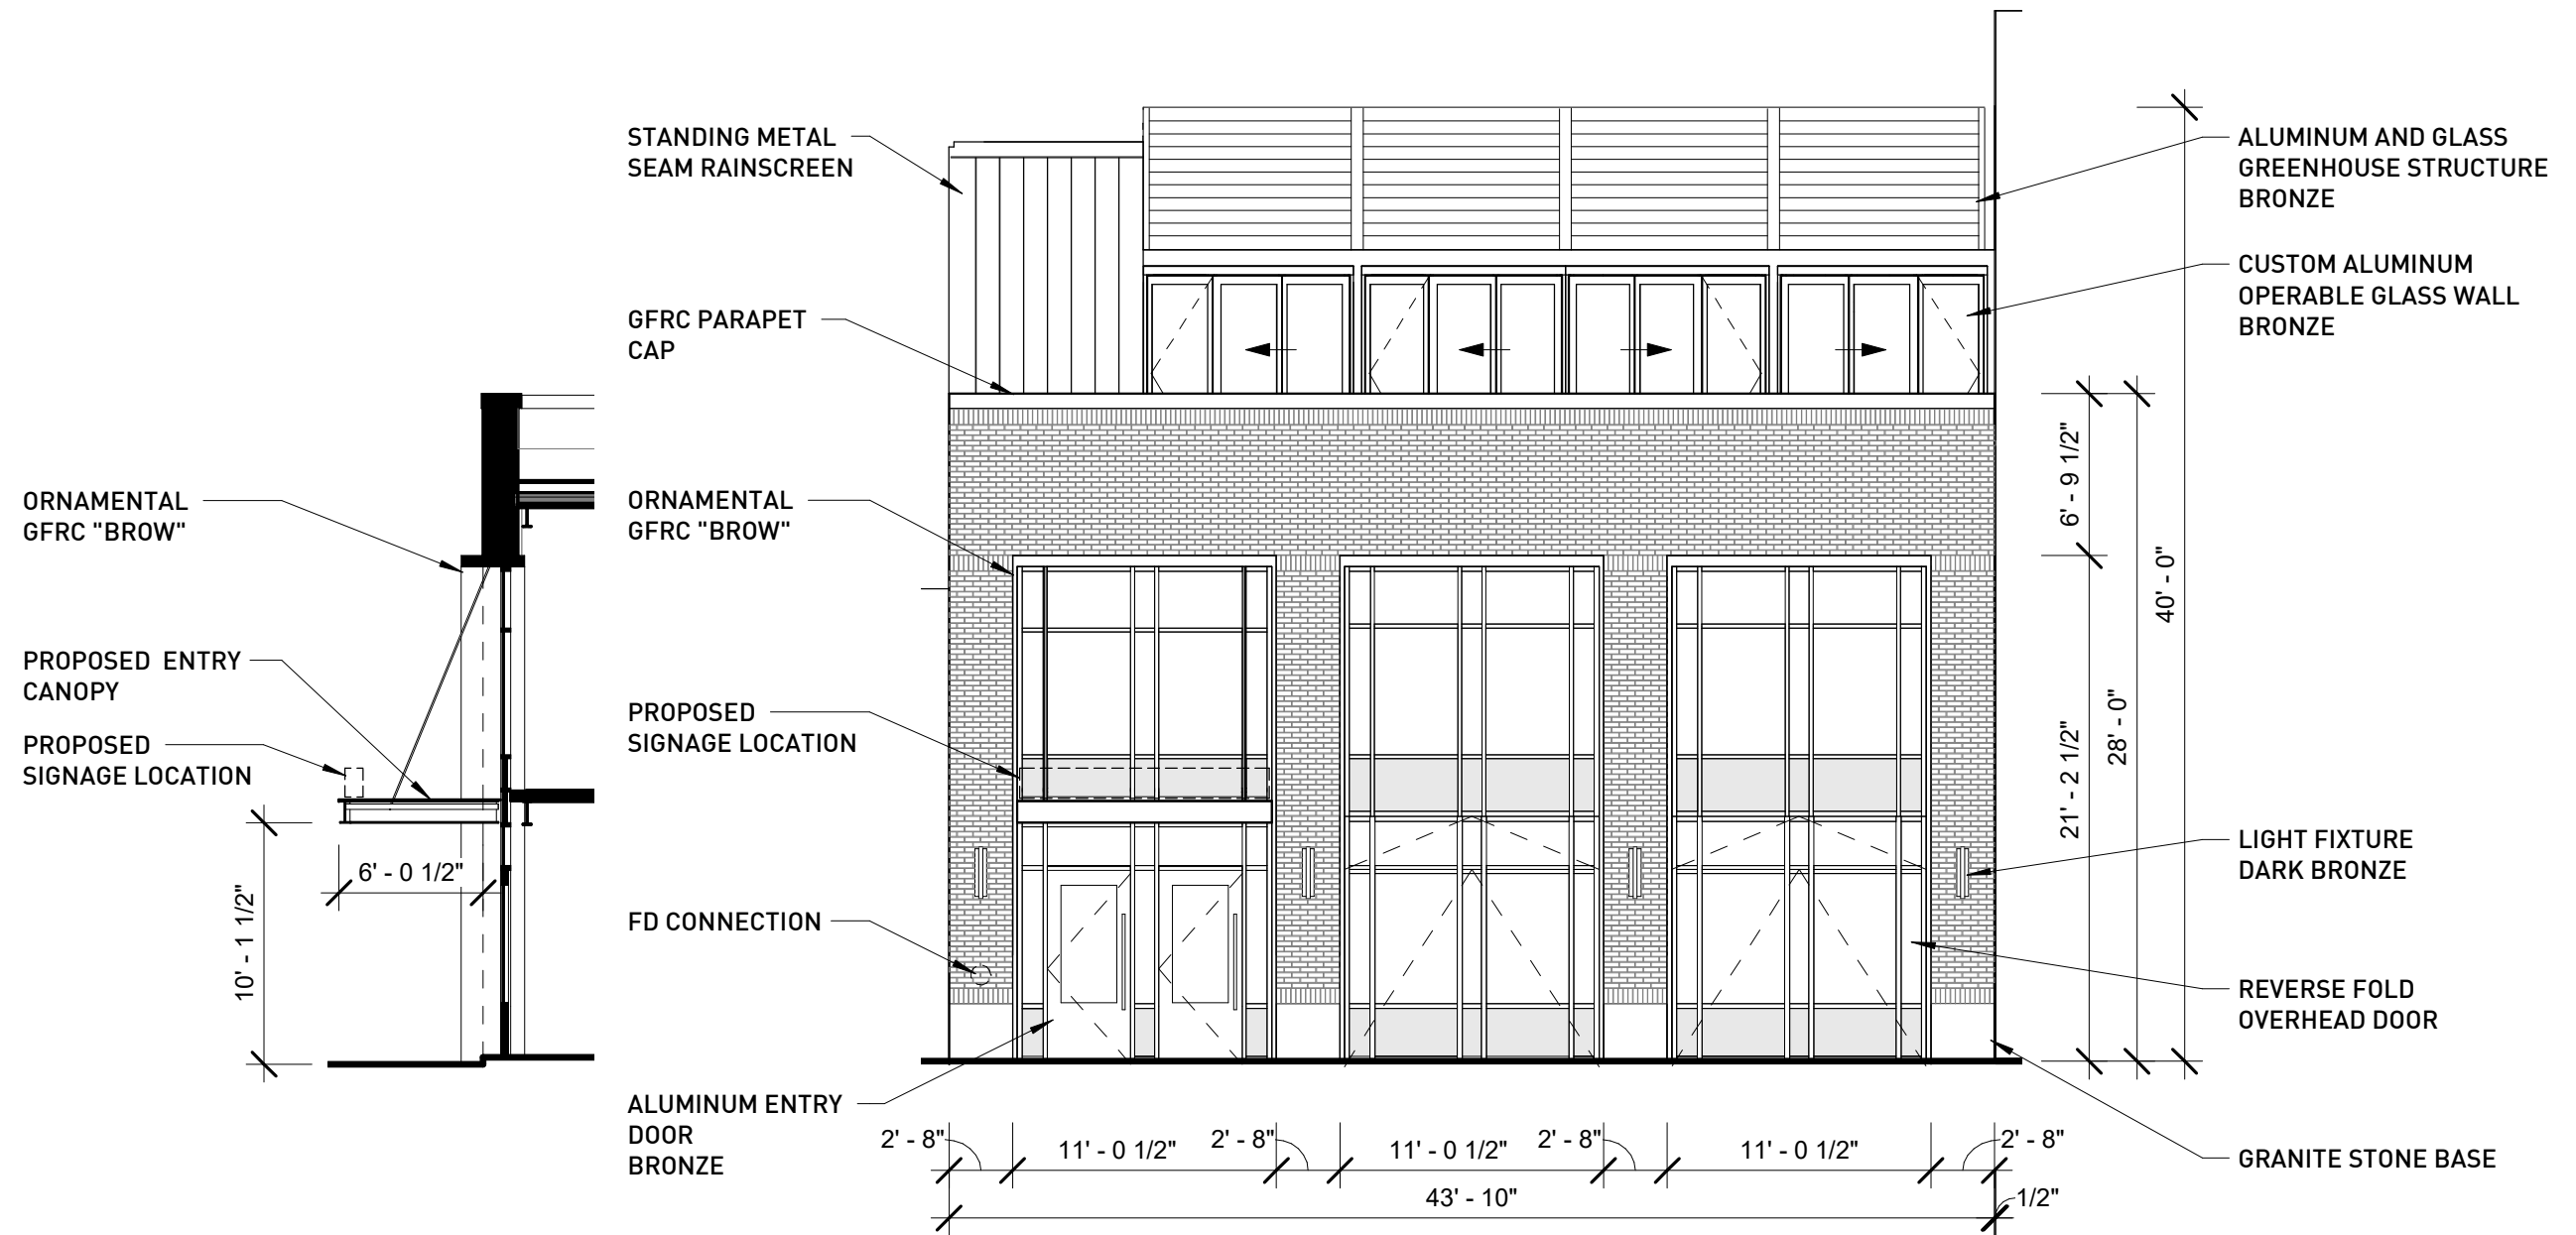 ORNAMENTAL
GFRC "BROW"
PROPOSED ENTRY
CANOPY
PROPOSED
SIGNAGE LOCATION
6' - 0 1/2"
10' - 1 1/2"
STANDING METAL
SEAM RAINSCREEN
GFRC PARAPET
CAP
ORNAMENTAL
GFRC "BROW"
PROPOSED
SIGNAGE LOCATION
FD CONNECTION
ALUMINUM ENTRY
DOOR
BRONZE
2' - 8"
11' - 0 1/2"
2' - 8"
11' - 0 1/2"
2' - 8"
11' - 0 1/2"
2' - 8"
43' - 10"
1/2"
6' - 9 1/2"
21' - 2 1/2"
28' - 0"
40' - 0"
ALUMINUM AND GLASS
GREENHOUSE STRUCTURE
BRONZE
CUSTOM ALUMINUM
OPERABLE GLASS WALL
BRONZE
LIGHT FIXTURE
DARK BRONZE
REVERSE FOLD
OVERHEAD DOOR
GRANITE STONE BASE